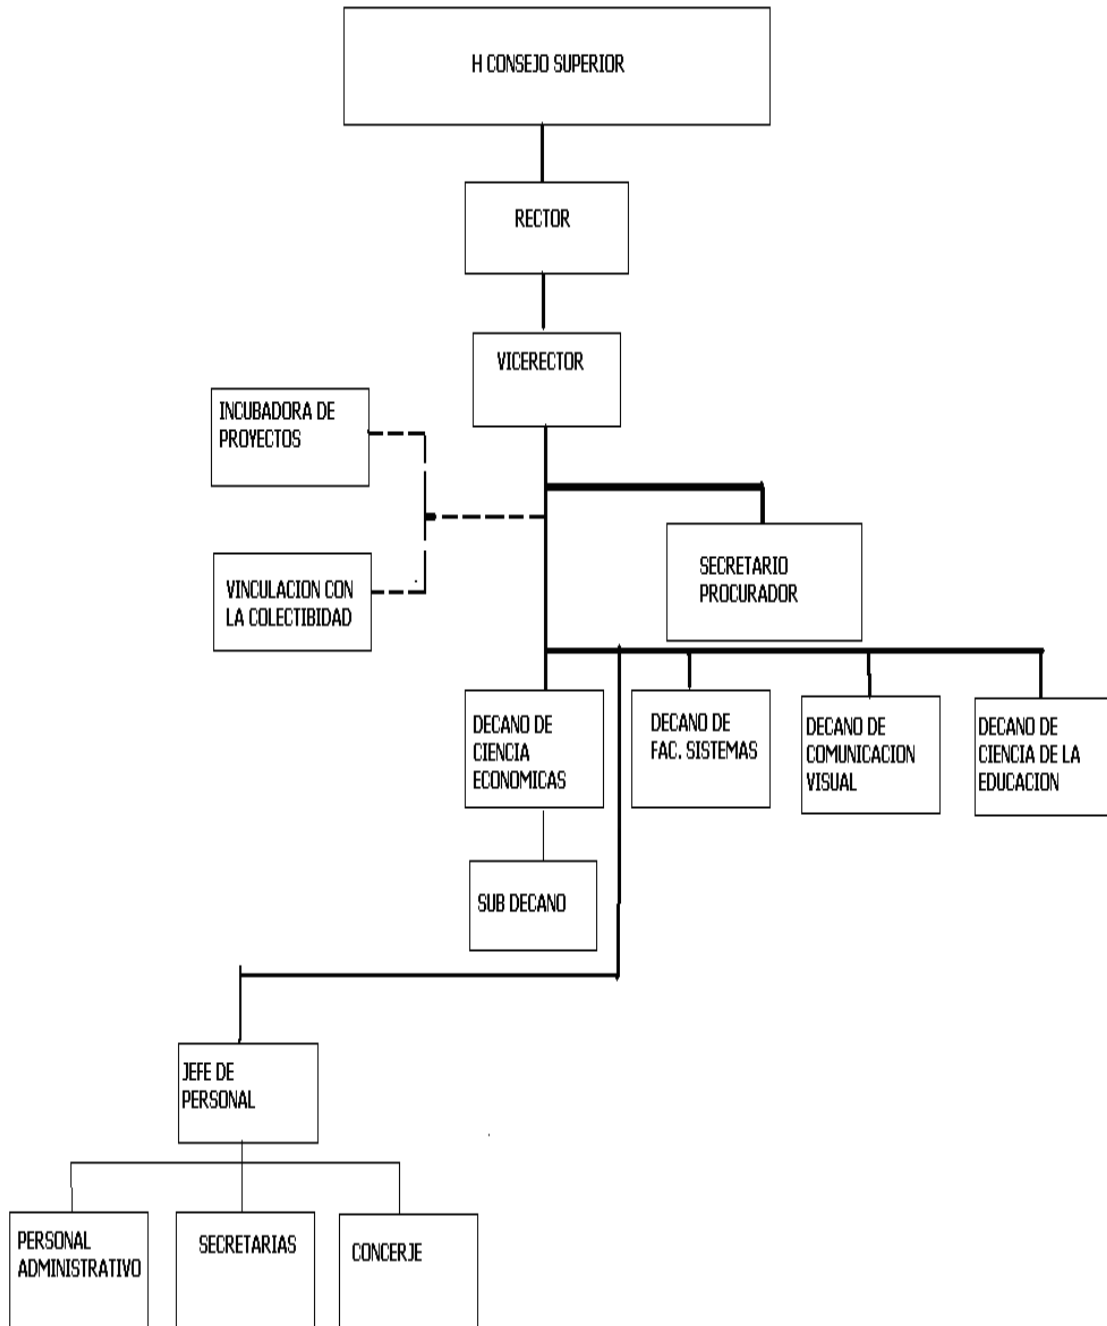 H CONSEJO SUPERIOR
RECTOR
VICERECTOR
INCUBADORA DE
PROYECTOS
VINCULACION CON
LA COLECTIBIDAD
SECRETARIO
PROCURADOR
DECANO DE
CIENCIA
ECONOMICAS
DECANO DE
FAC. SISTEMAS
DECANO DE
COMUNICACION
VISUAL
DECANO DE
CIENCIA DE LA
EDUCACION
SUB DECANO
JEFE DE
PERSONAL
PERSONAL
ADMINISTRATIVO
SECRETARIAS
CONCERJE